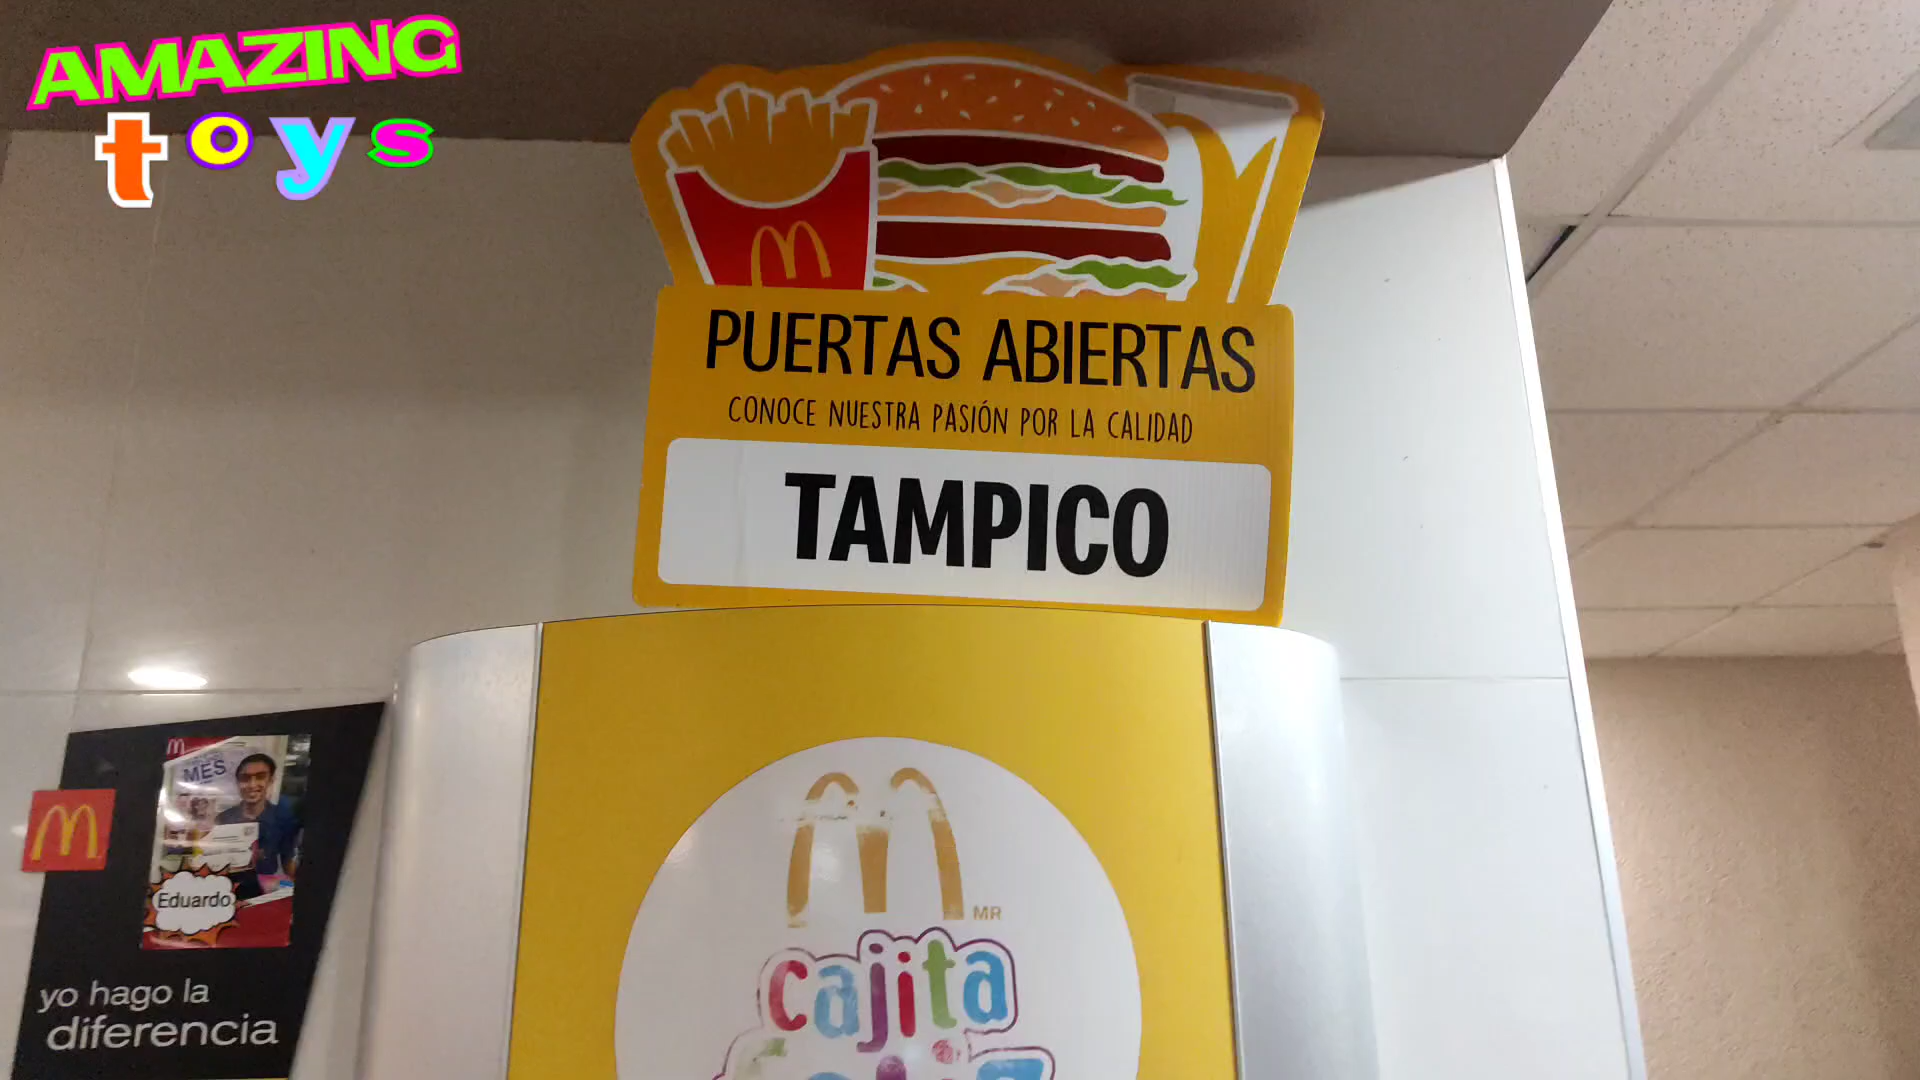 AMAZING
toys
PUERTAS ABIERTAS
CONOCE NUESTRA PASIÓN POR LA CALIDAD
TAMPICO
MR
cajita
MES
Eduardo
yo hago la
diferencia